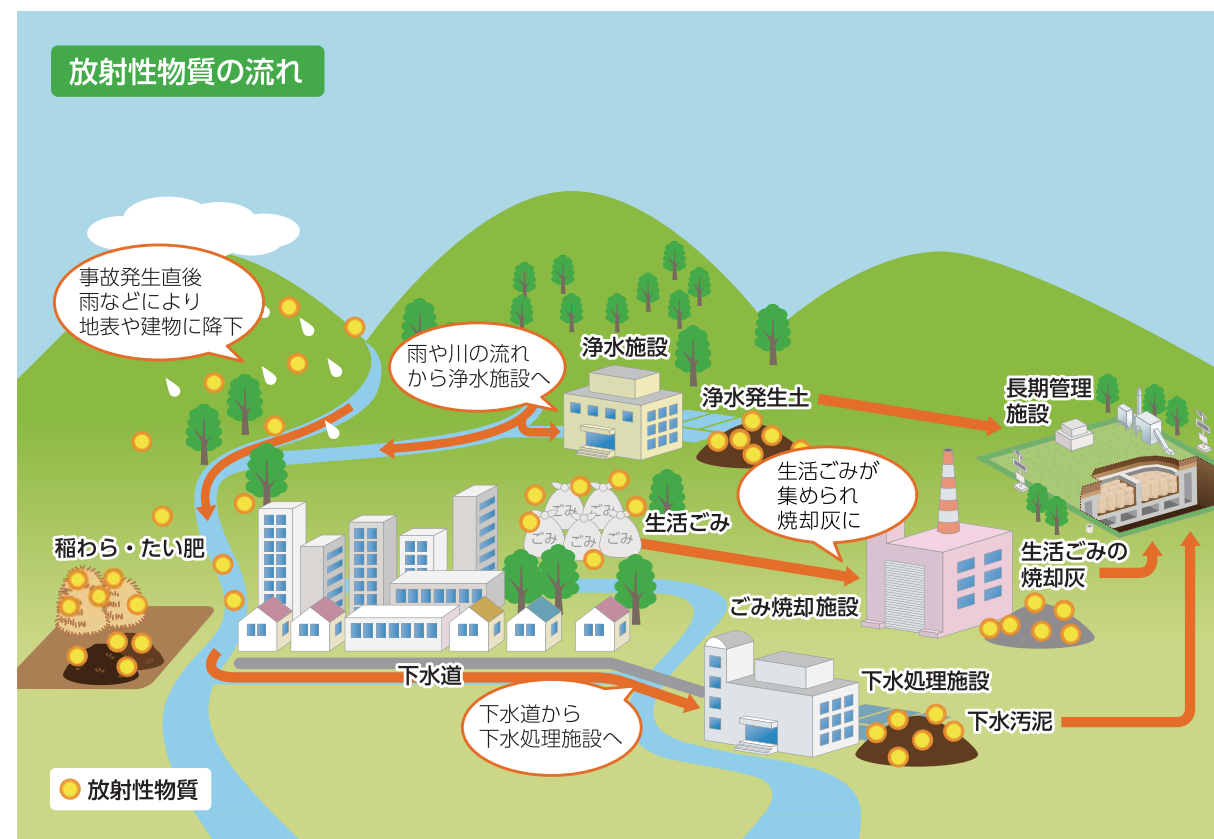 放射性物質の流れ
事故発生直後
雨などにより
地表や建物に降下
雨や川の流れ
から浄水施設へ
浄水施設
浄水発生土
長期管理
施設
生活ごみが
集められ
焼却灰に
ごみ
ごみ
ごみ
ごみ
ごみ
生活ごみ
稲わら・たい肥
生活ごみの
焼却灰
ごみ焼却施設
下水道
下水処理施設
下水道から
下水処理施設へ
下水汚泥
放射性物質